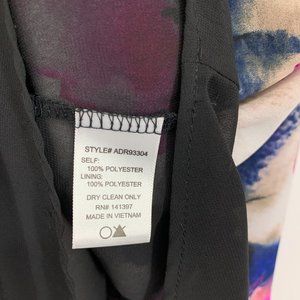 STYLE# ADR93304
SELF:
100% POLYESTER
LINING:
100% POLYESTER
DRY CLEAN ONLY
RN# 141397
MADE IN VIETNAM